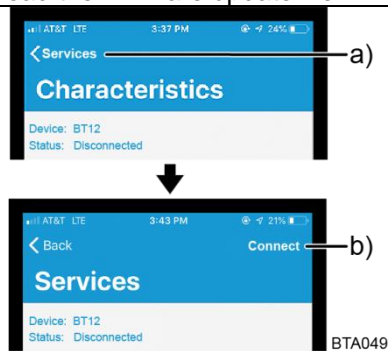 AT&T LTE 3:37 PM 24%
Services a)
Characteristics
Device: BT12
Status: Disconnected
AT&T LTE 3:43 PM 21%
Back Connect b)
Services
Device: BT12
Status: Disconnected
BTA049